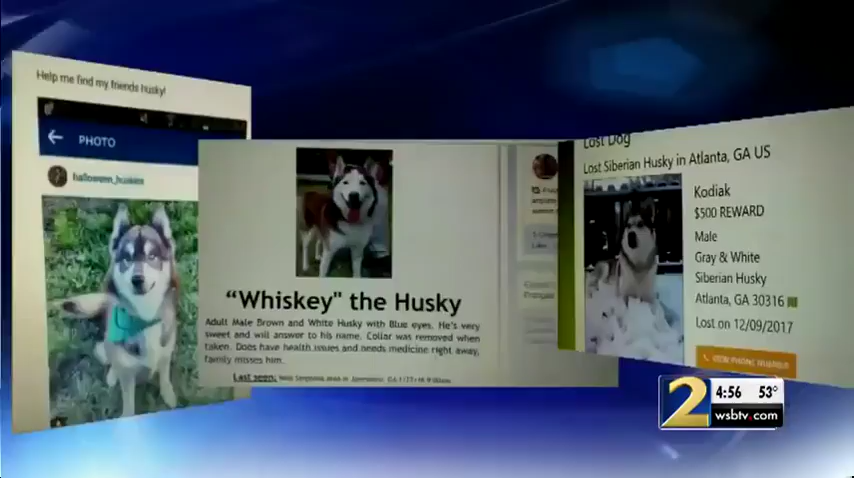 Help me find my friends husky!
PHOTO
halloween_huskies
"Whiskey" the Husky
Adult Male Brown and White Husky with Blue eyes. He's very
sweet and will answer to his name. Collar was removed when
taken. Does have health issues and needs medicine right away,
family misses him.
Last seen:
Lost Dog
Lost Siberian Husky in Atlanta, GA US
Kodiak
$500 REWARD
Male
Gray & White
Siberian Husky
Atlanta, GA 30316
Lost on 12/09/2017
VIEW PHONE NUMBER
2
4:56 53°
wsbtv.com